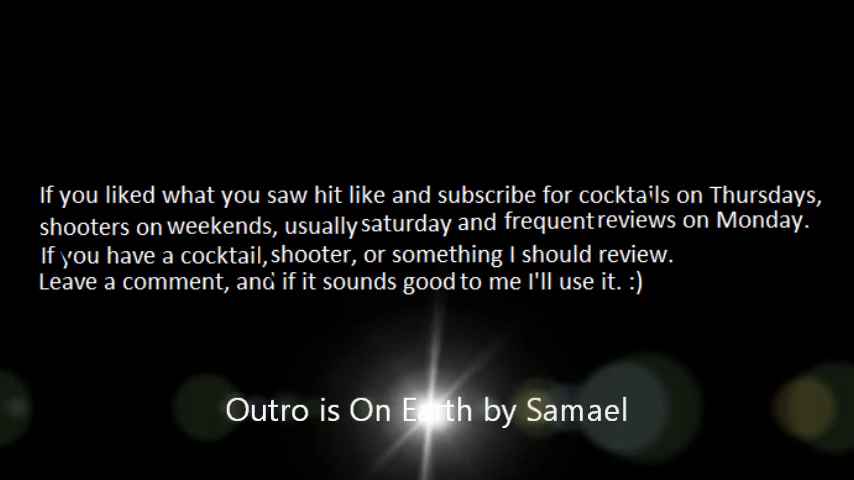 If you liked what you saw hit like and subscribe for cocktails on Thursdays,
shooters on weekends, usually saturday and frequent reviews on Monday.
If you have a cocktail, shooter, or something I should review.
Leave a comment, and if it sounds good to me I'll use it. :)
Outro is On Earth by Samael